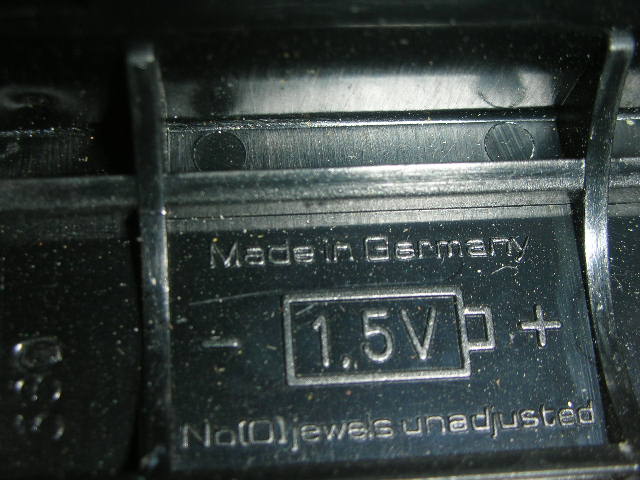 Made in Germany
- 1.5V +
No(0) jewels unadjusted